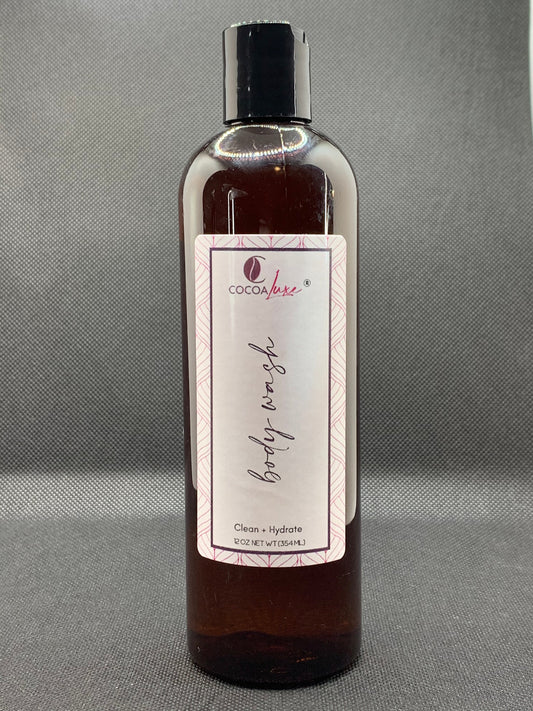 COCOA Luxe ®
body wash
Clean + Hydrate
12 OZ NET WT (354 ML)